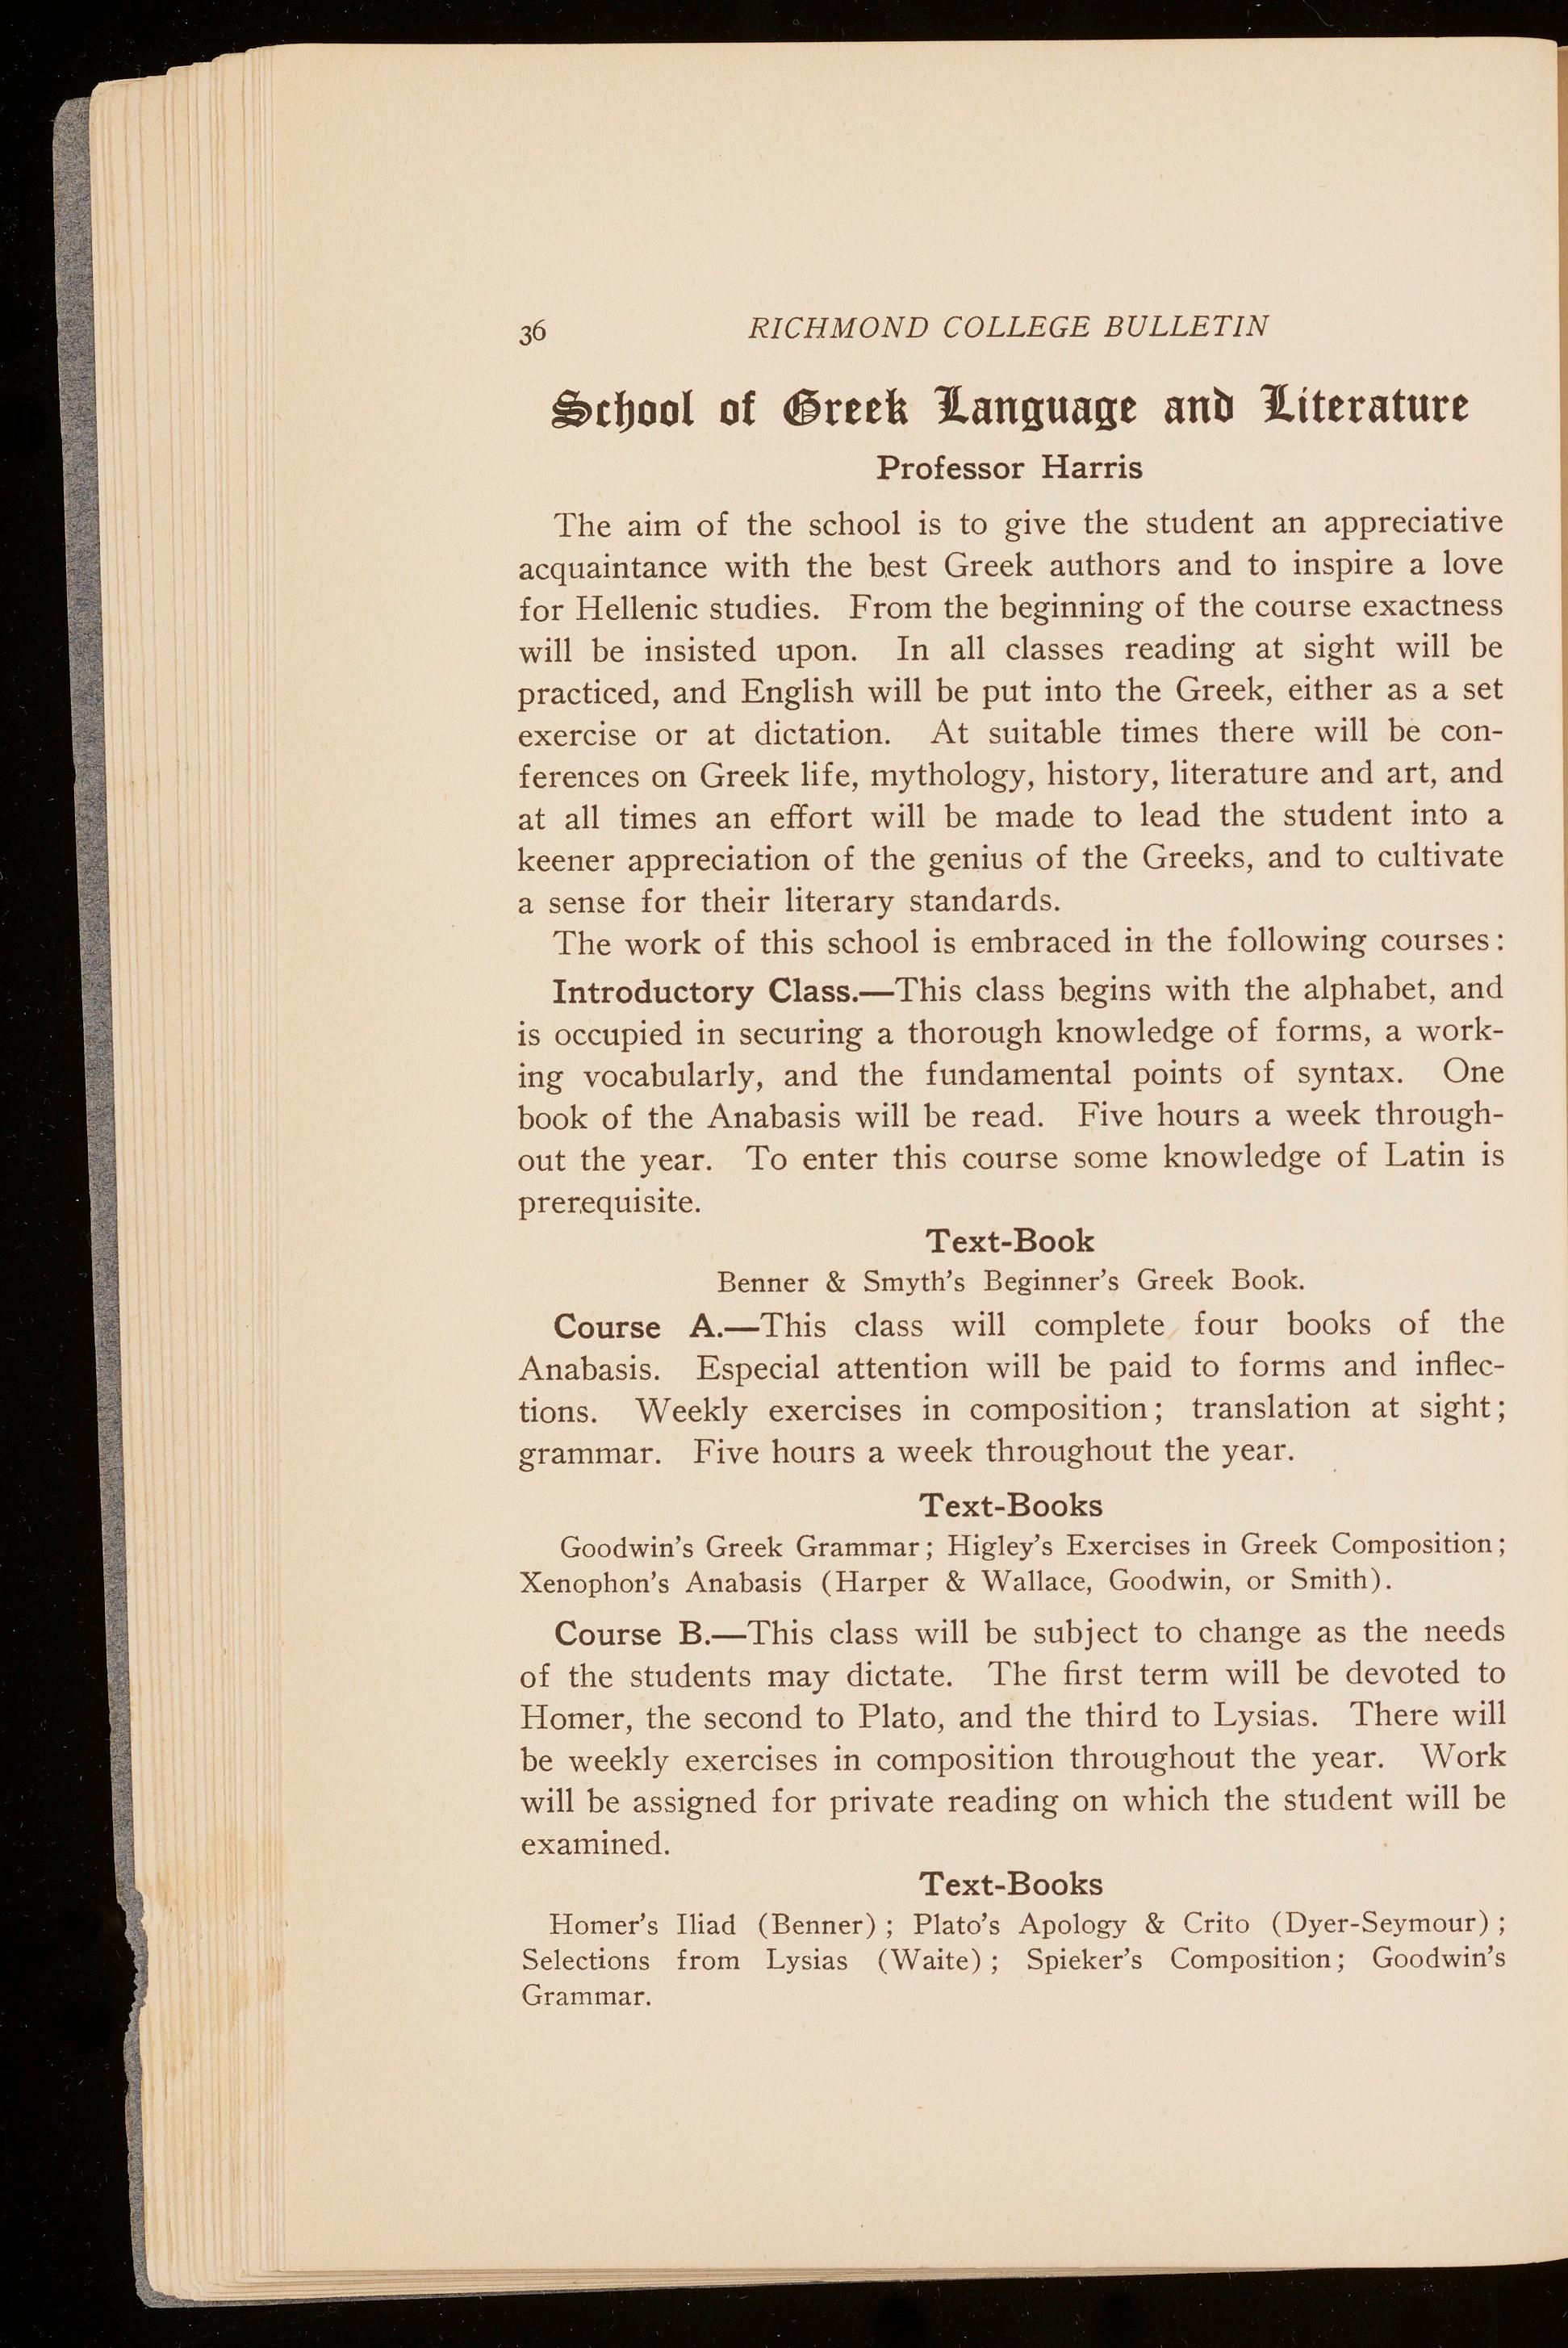 36 RICHMOND COLLEGE BULLETIN
School of Greek Language and Literature
Professor Harris
The aim of the school is to give the student an appreciative
acquaintance with the best Greek authors and to inspire a love
for Hellenic studies. From the beginning of the course exactness
will be insisted upon. In all classes reading at sight will be
practiced, and English will be put into the Greek, either as a set
exercise or at dictation. At suitable times there will be con-
ferences on Greek life, mythology, history, literature and art, and
at all times an effort will be made to lead the student into a
keener appreciation of the genius of the Greeks, and to cultivate
a sense for their literary standards.
The work of this school is embraced in the following courses:
Introductory Class.—This class begins with the alphabet, and
is occupied in securing a thorough knowledge of forms, a work-
ing vocabularly, and the fundamental points of syntax. One
book of the Anabasis will be read. Five hours a week through-
out the year. To enter this course some knowledge of Latin is
prerequisite.
Text-Book
Benner & Smyth's Beginner's Greek Book.
Course A.—This class will complete four books of the
Anabasis. Especial attention will be paid to forms and inflec-
tions. Weekly exercises in composition; translation at sight;
grammar. Five hours a week throughout the year.
Text-Books
Goodwin's Greek Grammar; Higley's Exercises in Greek Composition;
Xenophon's Anabasis (Harper & Wallace, Goodwin, or Smith).
Course B.—This class will be subject to change as the needs
of the students may dictate. The first term will be devoted to
Homer, the second to Plato, and the third to Lysias. There will
be weekly exercises in composition throughout the year. Work
will be assigned for private reading on which the student will be
examined.
Text-Books
Homer's Iliad (Benner); Plato's Apology & Crito (Dyer-Seymour);
Selections from Lysias (Waite); Spieker's Composition; Goodwin's
Grammar.